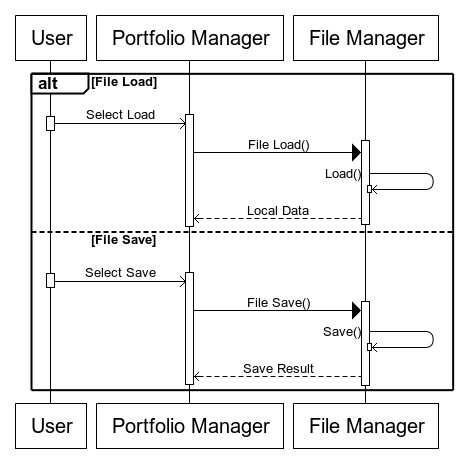 User
Portfolio Manager
File Manager
alt
[File Load]
Select Load
File Load()
Load()
Local Data
[File Save]
Select Save
File Save()
Save()
Save Result
User
Portfolio Manager
File Manager